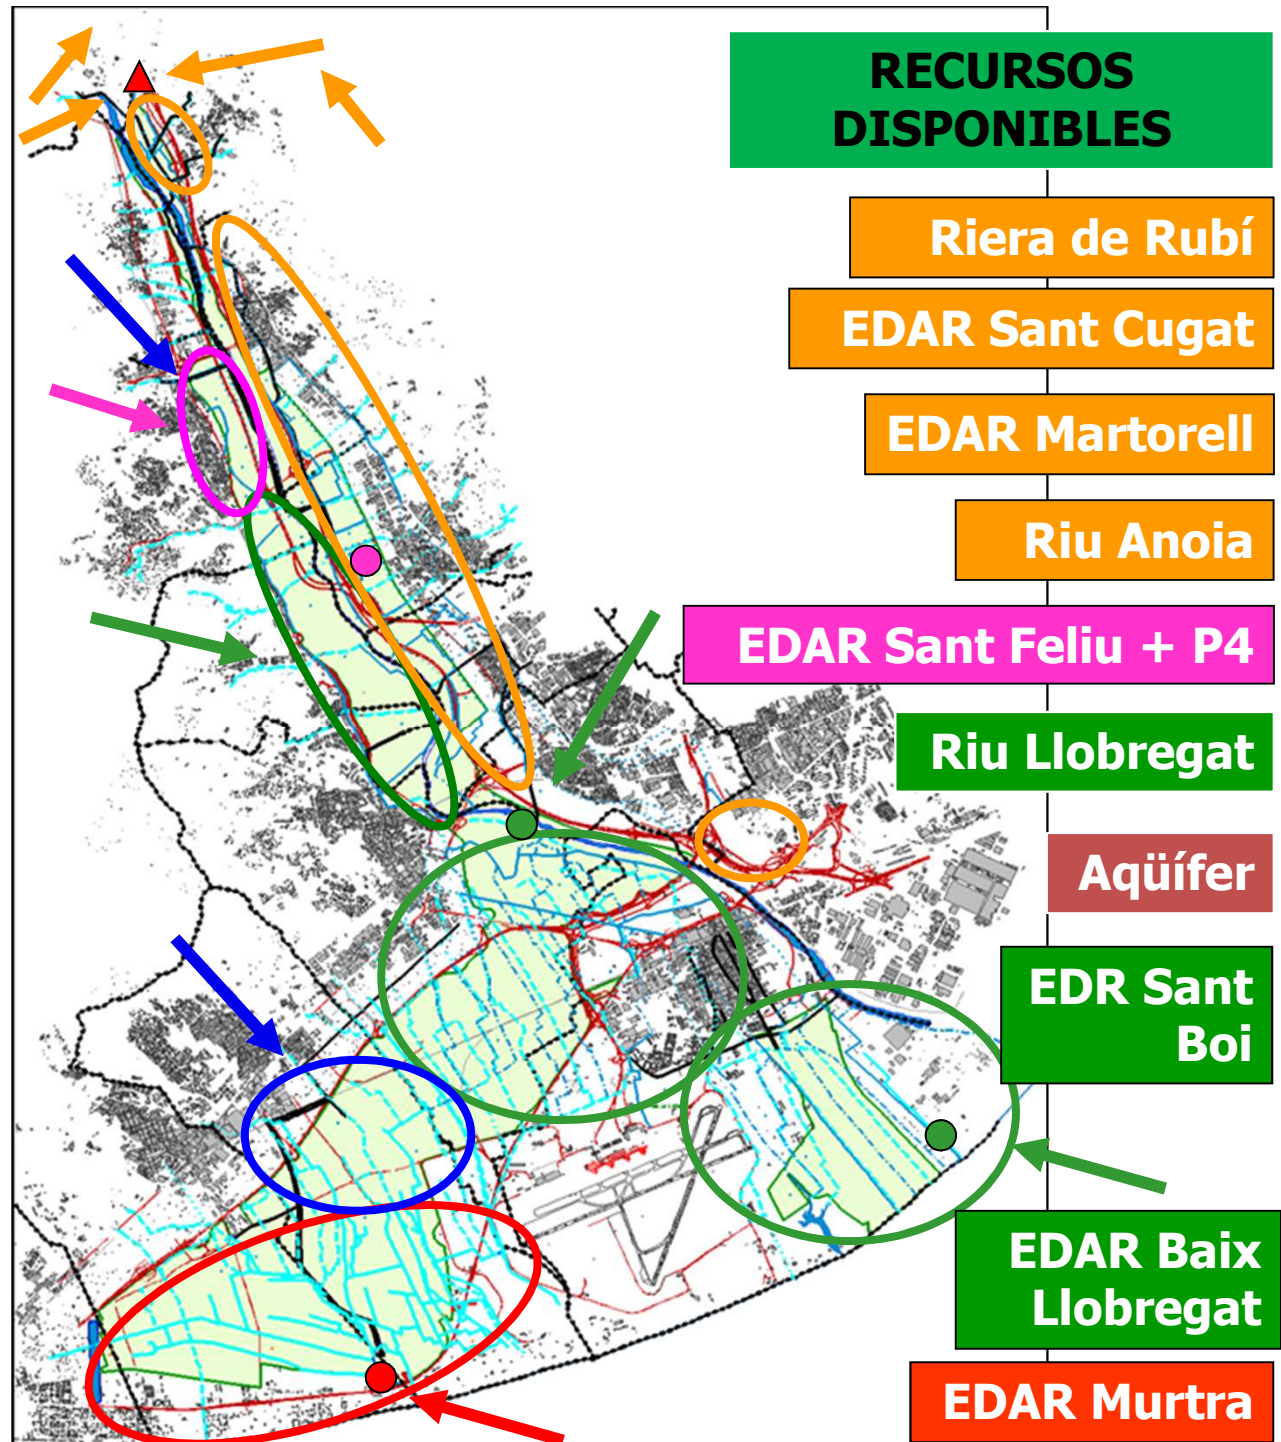 RECURSOS
DISPONIBLES
Riera de Rubí
EDAR Sant Cugat
EDAR Martorell
Riu Anoia
EDAR Sant Feliu + P4
Riu Llobregat
Aqüífer
EDR Sant
Boi
EDAR Baix
Llobregat
EDAR Murtra